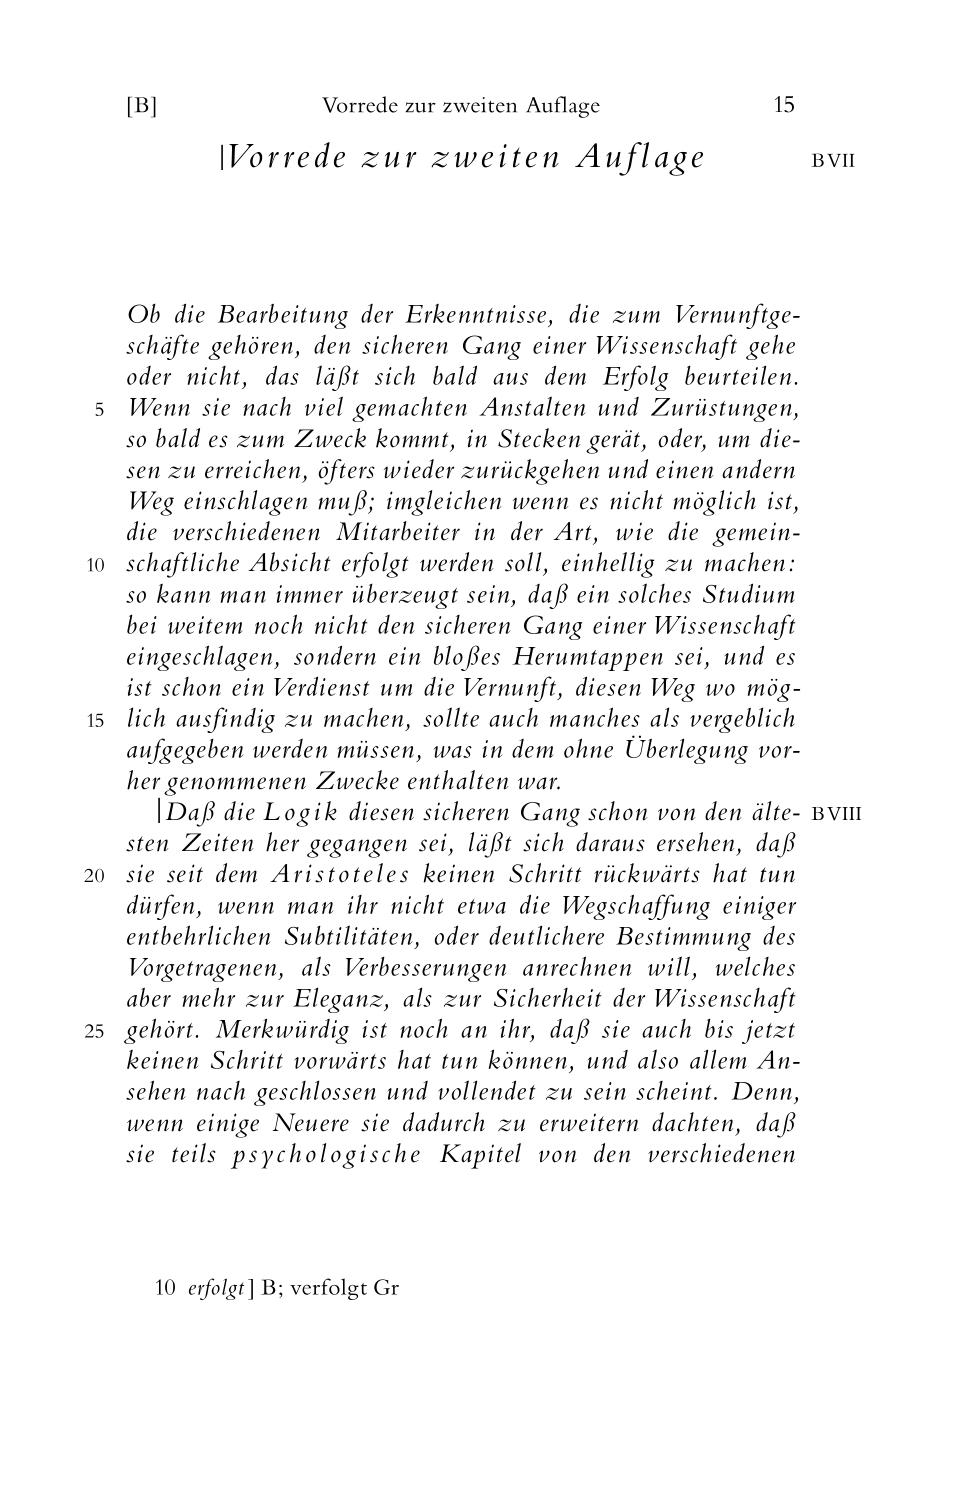 [B] Vorrede zur zweiten Auflage 15
|Vorrede zur zweiten Auflage B VII
Ob die Bearbeitung der Erkenntnisse, die zum Vernunftge-
schäfte gehören, den sicheren Gang einer Wissenschaft gehe
oder nicht, das läßt sich bald aus dem Erfolg beurteilen.
5 Wenn sie nach viel gemachten Anstalten und Zurüstungen,
so bald es zum Zweck kommt, in Stecken gerät, oder, um die-
sen zu erreichen, öfters wieder zurückgehen und einen andern
Weg einschlagen muß; imgleichen wenn es nicht möglich ist,
die verschiedenen Mitarbeiter in der Art, wie die gemein-
10 schaftliche Absicht erfolgt werden soll, einhellig zu machen:
so kann man immer überzeugt sein, daß ein solches Studium
bei weitem noch nicht den sicheren Gang einer Wissenschaft
eingeschlagen, sondern ein bloßes Herumtappen sei, und es
ist schon ein Verdienst um die Vernunft, diesen Weg wo mög-
15 lich ausfindig zu machen, sollte auch manches als vergeblich
aufgegeben werden müssen, was in dem ohne Überlegung vor-
her genommenen Zwecke enthalten war.
|Daß die Logik diesen sicheren Gang schon von den älte- B VIII
sten Zeiten her gegangen sei, läßt sich daraus ersehen, daß
20 sie seit dem Aristoteles keinen Schritt rückwärts hat tun
dürfen, wenn man ihr nicht etwa die Wegschaffung einiger
entbehrlichen Subtilitäten, oder deutlichere Bestimmung des
Vorgetragenen, als Verbesserungen anrechnen will, welches
aber mehr zur Eleganz, als zur Sicherheit der Wissenschaft
25 gehört. Merkwürdig ist noch an ihr, daß sie auch bis jetzt
keinen Schritt vorwärts hat tun können, und also allem An-
sehen nach geschlossen und vollendet zu sein scheint. Denn,
wenn einige Neuere sie dadurch zu erweitern dachten, daß
sie teils psychologische Kapitel von den verschiedenen
10 erfolgt] B; verfolgt Gr